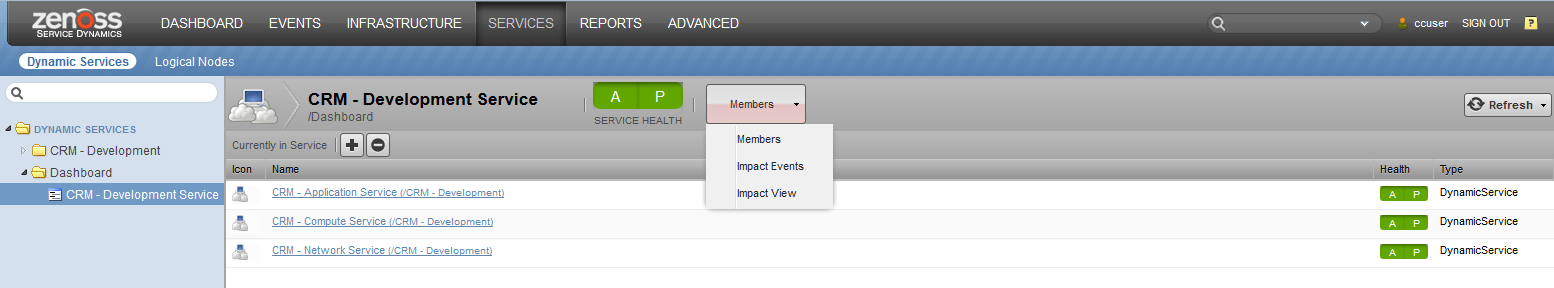 zenoss
SERVICE DYNAMICS
DASHBOARD EVENTS INFRASTRUCTURE SERVICES REPORTS ADVANCED
ccuser SIGN OUT ?
Dynamic Services Logical Nodes
CRM - Development Service
/Dashboard
A P
SERVICE HEALTH
Members
Refresh
DYNAMIC SERVICES
CRM - Development
Dashboard
CRM - Development Service
Currently in Service
Members
Impact Events
Impact View
Icon Name Health Type
CRM - Application Service (/CRM - Development) A P DynamicService
CRM - Compute Service (/CRM - Development) A P DynamicService
CRM - Network Service (/CRM - Development) A P DynamicService